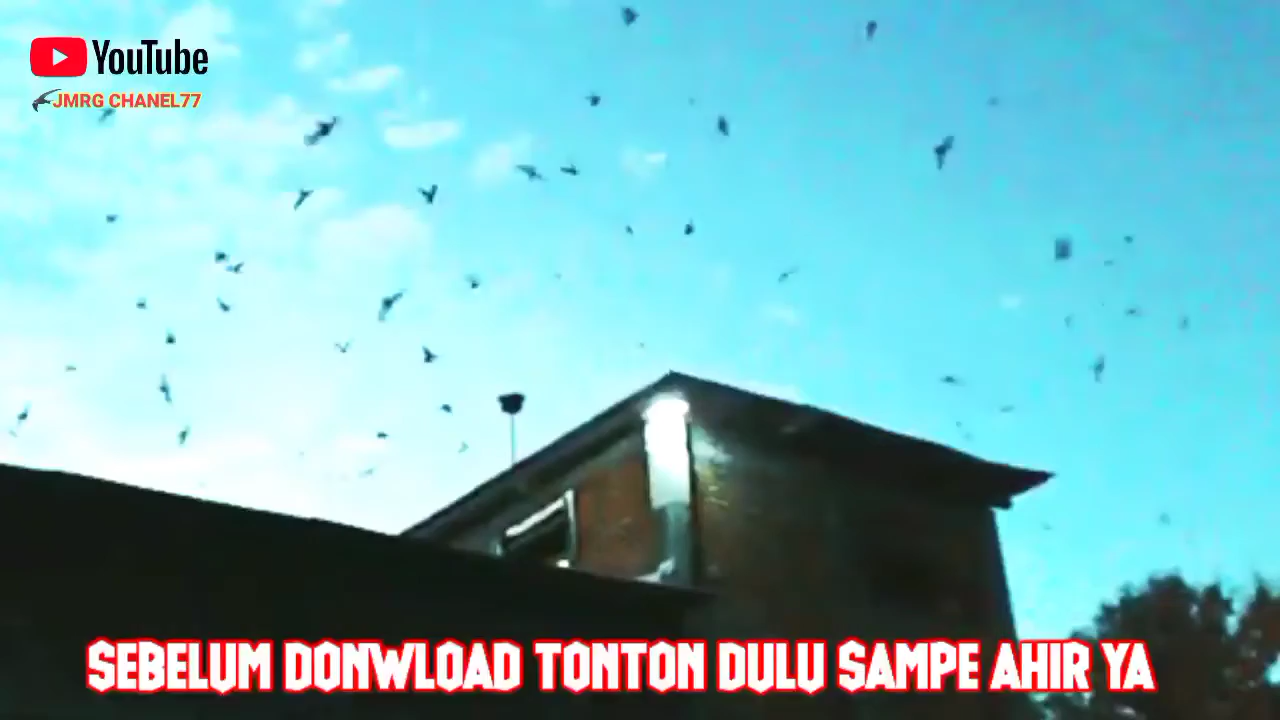 YouTube
JMRG CHANEL77
SEBELUM DONWLOAD TONTON DULU SAMPE AHIR YA